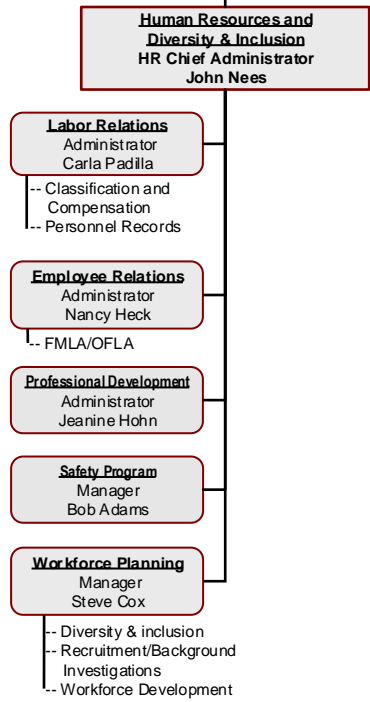 Human Resources and
Diversity & Inclusion
HR Chief Administrator
John Nees
Labor Relations
Administrator
Carla Padilla
-- Classification and
Compensation
-- Personnel Records
Employee Relations
Administrator
Nancy Heck
-- FMLA/OFLA
Professional Development
Administrator
Jeanine Hohn
Safety Program
Manager
Bob Adams
Workforce Planning
Manager
Steve Cox
-- Diversity & inclusion
-- Recruitment/Background
Investigations
-- Workforce Development